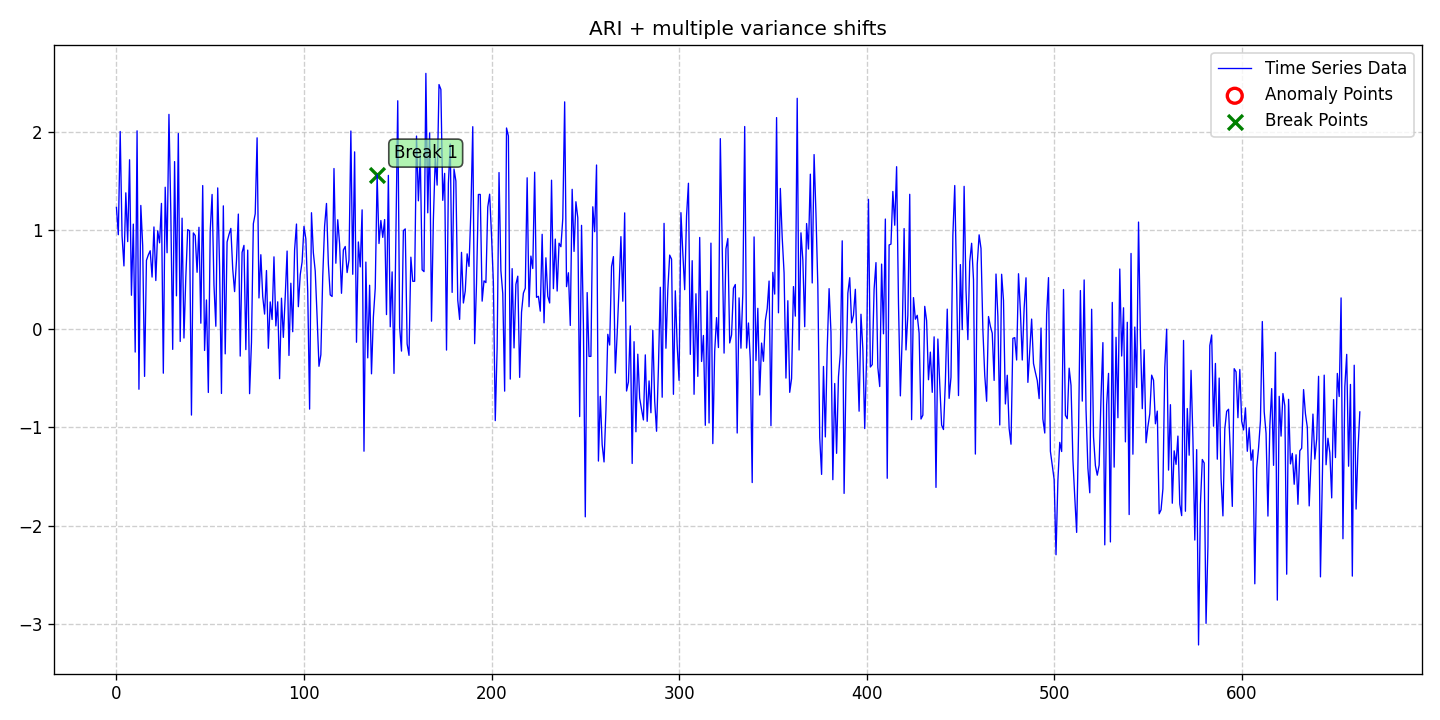 ARI + multiple variance shifts
Time Series Data
Anomaly Points
Break Points
Break 1
2
1
0
−1
−2
−3
0 100 200 300 400 500 600